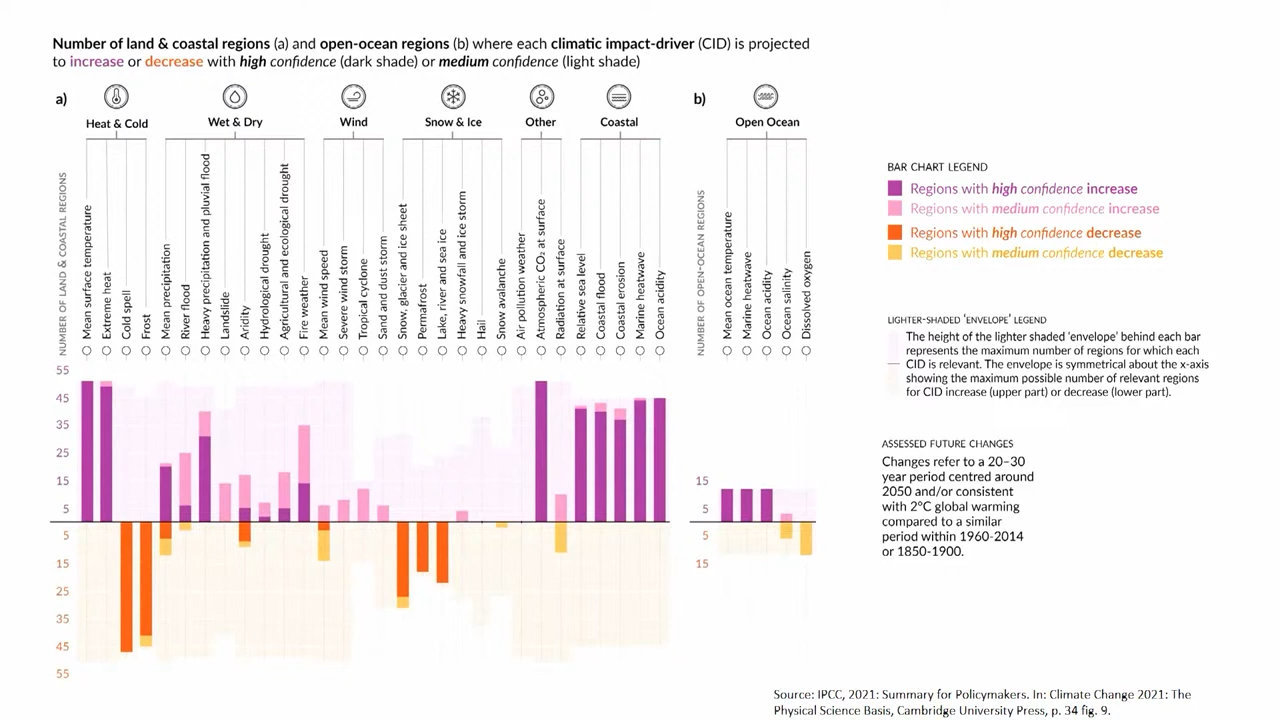 Number of land & coastal regions (a) and open-ocean regions (b) where each climatic impact-driver (CID) is projected
to increase or decrease with high confidence (dark shade) or medium confidence (light shade)
a)
Heat & Cold
Wet & Dry
Wind
Snow & Ice
Other
Coastal
b)
Open Ocean
NUMBER OF LAND & COASTAL REGIONS
Mean surface temperature
Extreme heat
Cold spell
Frost
Mean precipitation
River flood
Heavy precipitation and pluvial flood
Landslide
Aridity
Hydrological drought
Agricultural and ecological drought
Fire weather
Mean wind speed
Severe wind storm
Tropical cyclone
Sand and dust storm
Snow, glacier and ice sheet
Permafrost
Lake, river and sea ice
Heavy snowfall and ice storm
Hail
Snow avalanche
Air pollution weather
Atmospheric CO₂ at surface
Radiation at surface
Relative sea level
Coastal flood
Coastal erosion
Marine heatwave
Ocean acidity
NUMBER OF OPEN-OCEAN REGIONS
Mean ocean temperature
Marine heatwave
Ocean acidity
Ocean salinity
Dissolved oxygen
55
45
35
25
15
5
5
15
25
35
45
55
15
5
5
15
BAR CHART LEGEND
Regions with high confidence increase
Regions with medium confidence increase
Regions with high confidence decrease
Regions with medium confidence decrease
LIGHTER-SHADED 'ENVELOPE' LEGEND
The height of the lighter shaded 'envelope' behind each bar
represents the maximum number of regions for which each
CID is relevant. The envelope is symmetrical about the x-axis
showing the maximum possible number of relevant regions
for CID increase (upper part) or decrease (lower part).
ASSESSED FUTURE CHANGES
Changes refer to a 20–30
year period centred around
2050 and/or consistent
with 2°C global warming
compared to a similar
period within 1960-2014
or 1850-1900.
Source: IPCC, 2021: Summary for Policymakers. In: Climate Change 2021: The
Physical Science Basis, Cambridge University Press, p. 34 fig. 9.